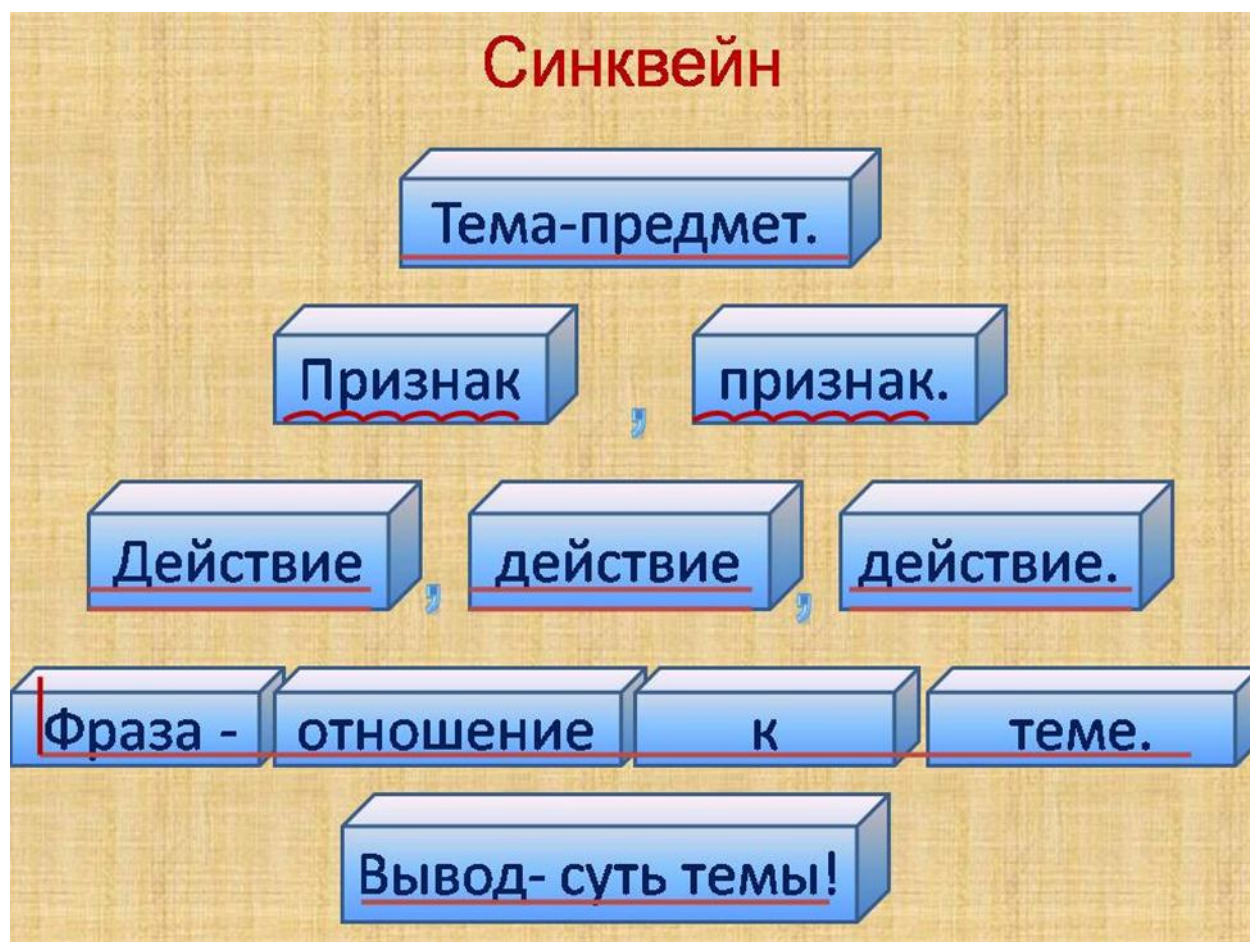 Синквейн
Тема-предмет.
Признак , признак.
Действие , действие , действие.
Фраза - отношение к теме.
Вывод- суть темы!